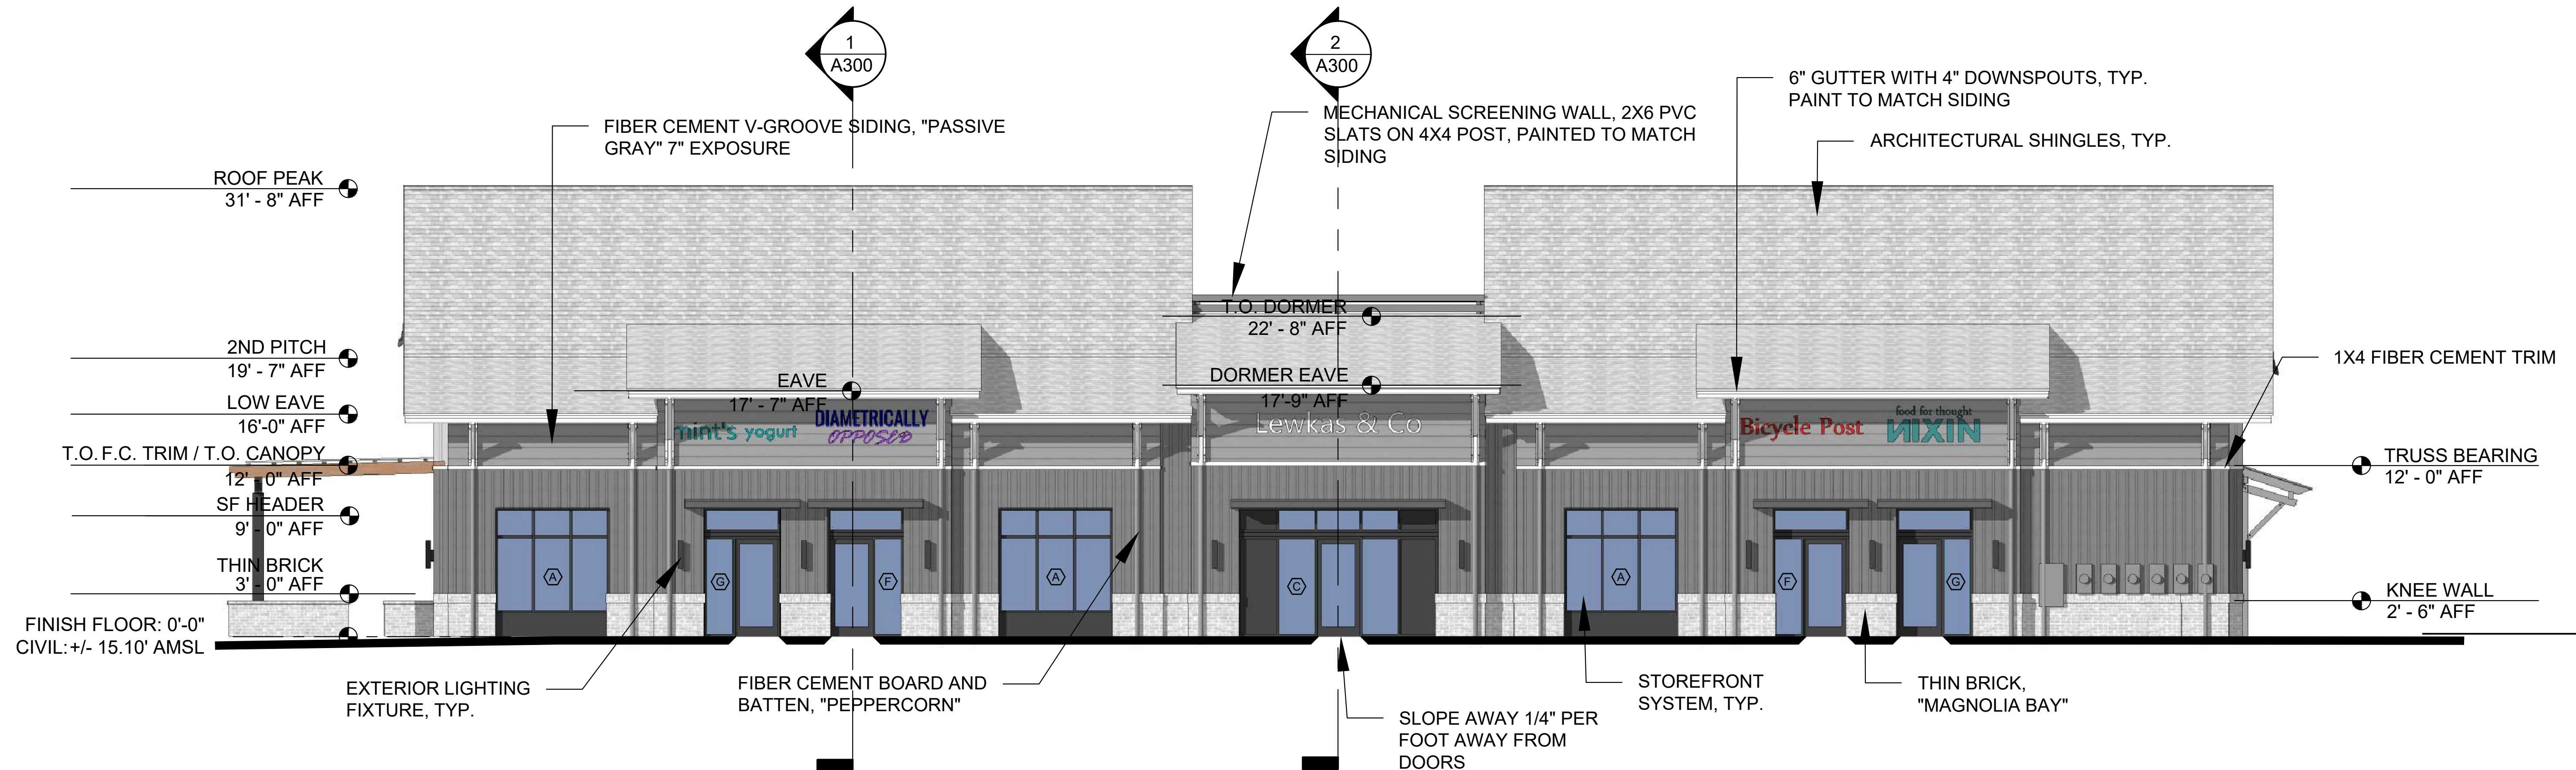 1
A300
2
A300
6" GUTTER WITH 4" DOWNSPOUTS, TYP.
PAINT TO MATCH SIDING
MECHANICAL SCREENING WALL, 2X6 PVC
SLATS ON 4X4 POST, PAINTED TO MATCH
SIDING
FIBER CEMENT V-GROOVE SIDING, "PASSIVE
GRAY" 7" EXPOSURE
ARCHITECTURAL SHINGLES, TYP.
ROOF PEAK
31' - 8" AFF
T.O. DORMER
22' - 8" AFF
2ND PITCH
19' - 7" AFF
1X4 FIBER CEMENT TRIM
EAVE
17' - 7" AFF
DORMER EAVE
17'-9" AFF
LOW EAVE
16'-0" AFF
mint's yogurt
DIAMETRICALLY
OPPOSED
Lewkas & Co
Bicycle Post
food for thought
NIXIN
T.O. F.C. TRIM / T.O. CANOPY
12' - 0" AFF
TRUSS BEARING
12' - 0" AFF
SF HEADER
9' - 0" AFF
THIN BRICK
3' - 0" AFF
A
G
F
A
C
A
F
G
KNEE WALL
2' - 6" AFF
FINISH FLOOR: 0'-0"
CIVIL:+/- 15.10' AMSL
EXTERIOR LIGHTING
FIXTURE, TYP.
FIBER CEMENT BOARD AND
BATTEN, "PEPPERCORN"
SLOPE AWAY 1/4" PER
FOOT AWAY FROM
DOORS
STOREFRONT
SYSTEM, TYP.
THIN BRICK,
"MAGNOLIA BAY"